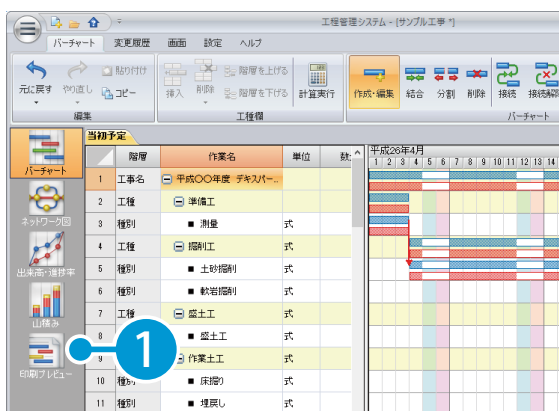 工程管理システム - [サンプル工事 *]
バーチャート 変更履歴 画面 設定 ヘルプ
元に戻す やり直し 貼り付け コピー
挿入 削除 階層を上げる 階層を下げる 計算実行
作成・編集 結合 分割 削除 接続 接続解除
編集 工種欄 バーチャート
当初予定
階層 作業名 単位 数:
平成26年4月
1 2 3 4 5 6 7 8 9 10 11 12 13 14
1 工事名 平成〇〇年度 デキスパー..
2 工種 準備工
3 種別 測量 式
4 工種 掘削工
5 種別 土砂掘削 式
6 種別 軟岩掘削 式
7 工種 盛土工
8 盛土工 式
9 作業土工
10 種別 床掘り 式
11 種別 埋戻し 式
バーチャート
ネットワーク図
出来高・進捗率
山積み
印刷プレビュー
1